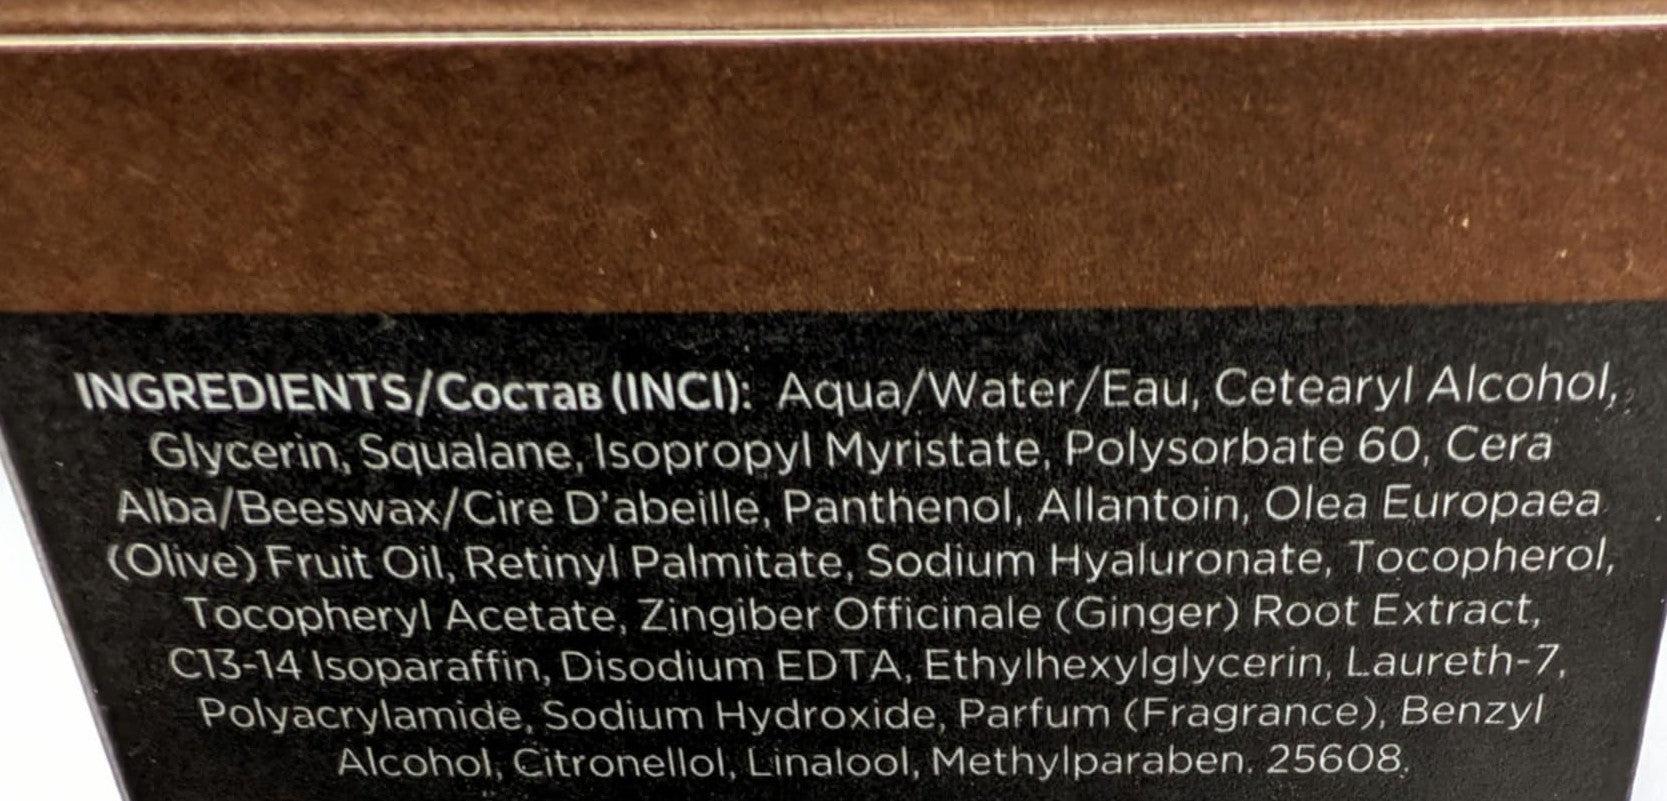 INGREDIENTS/Состав (INCI): Aqua/Water/Eau, Cetearyl Alcohol,
Glycerin, Squalane, Isopropyl Myristate, Polysorbate 60, Cera
Alba/Beeswax/Cire D'abeille, Panthenol, Allantoin, Olea Europaea
(Olive) Fruit Oil, Retinyl Palmitate, Sodium Hyaluronate, Tocopherol,
Tocopheryl Acetate, Zingiber Officinale (Ginger) Root Extract,
C13-14 Isoparaffin, Disodium EDTA, Ethylhexylglycerin, Laureth-7,
Polyacrylamide, Sodium Hydroxide, Parfum (Fragrance), Benzyl
Alcohol, Citronellol, Linalool, Methylparaben. 25608.